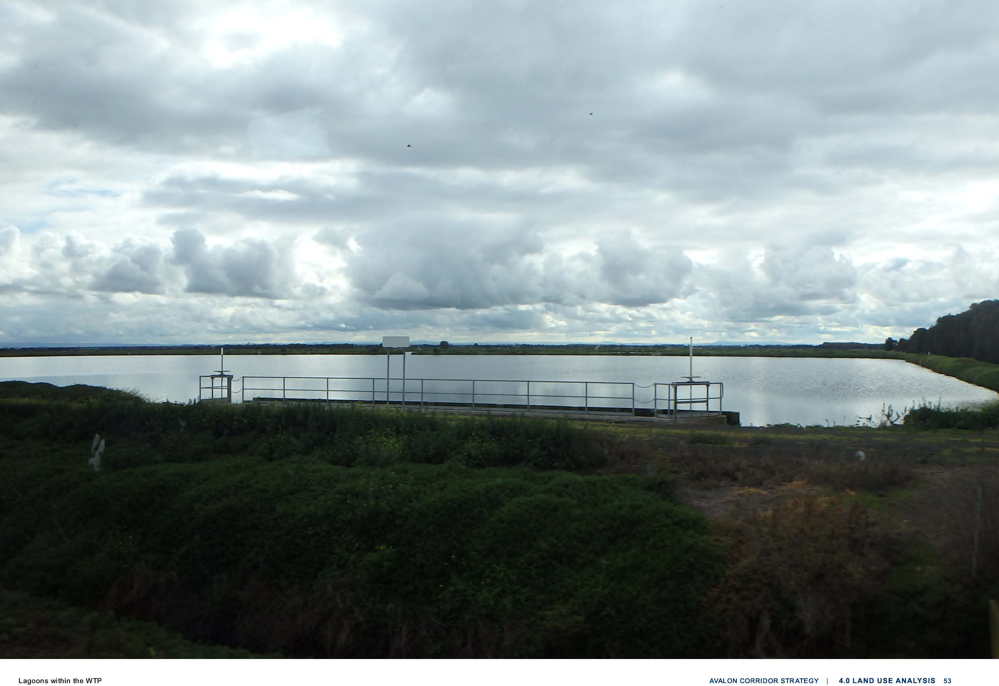 Lagoons within the WTP
AVALON CORRIDOR STRATEGY | 4.0 LAND USE ANALYSIS 53